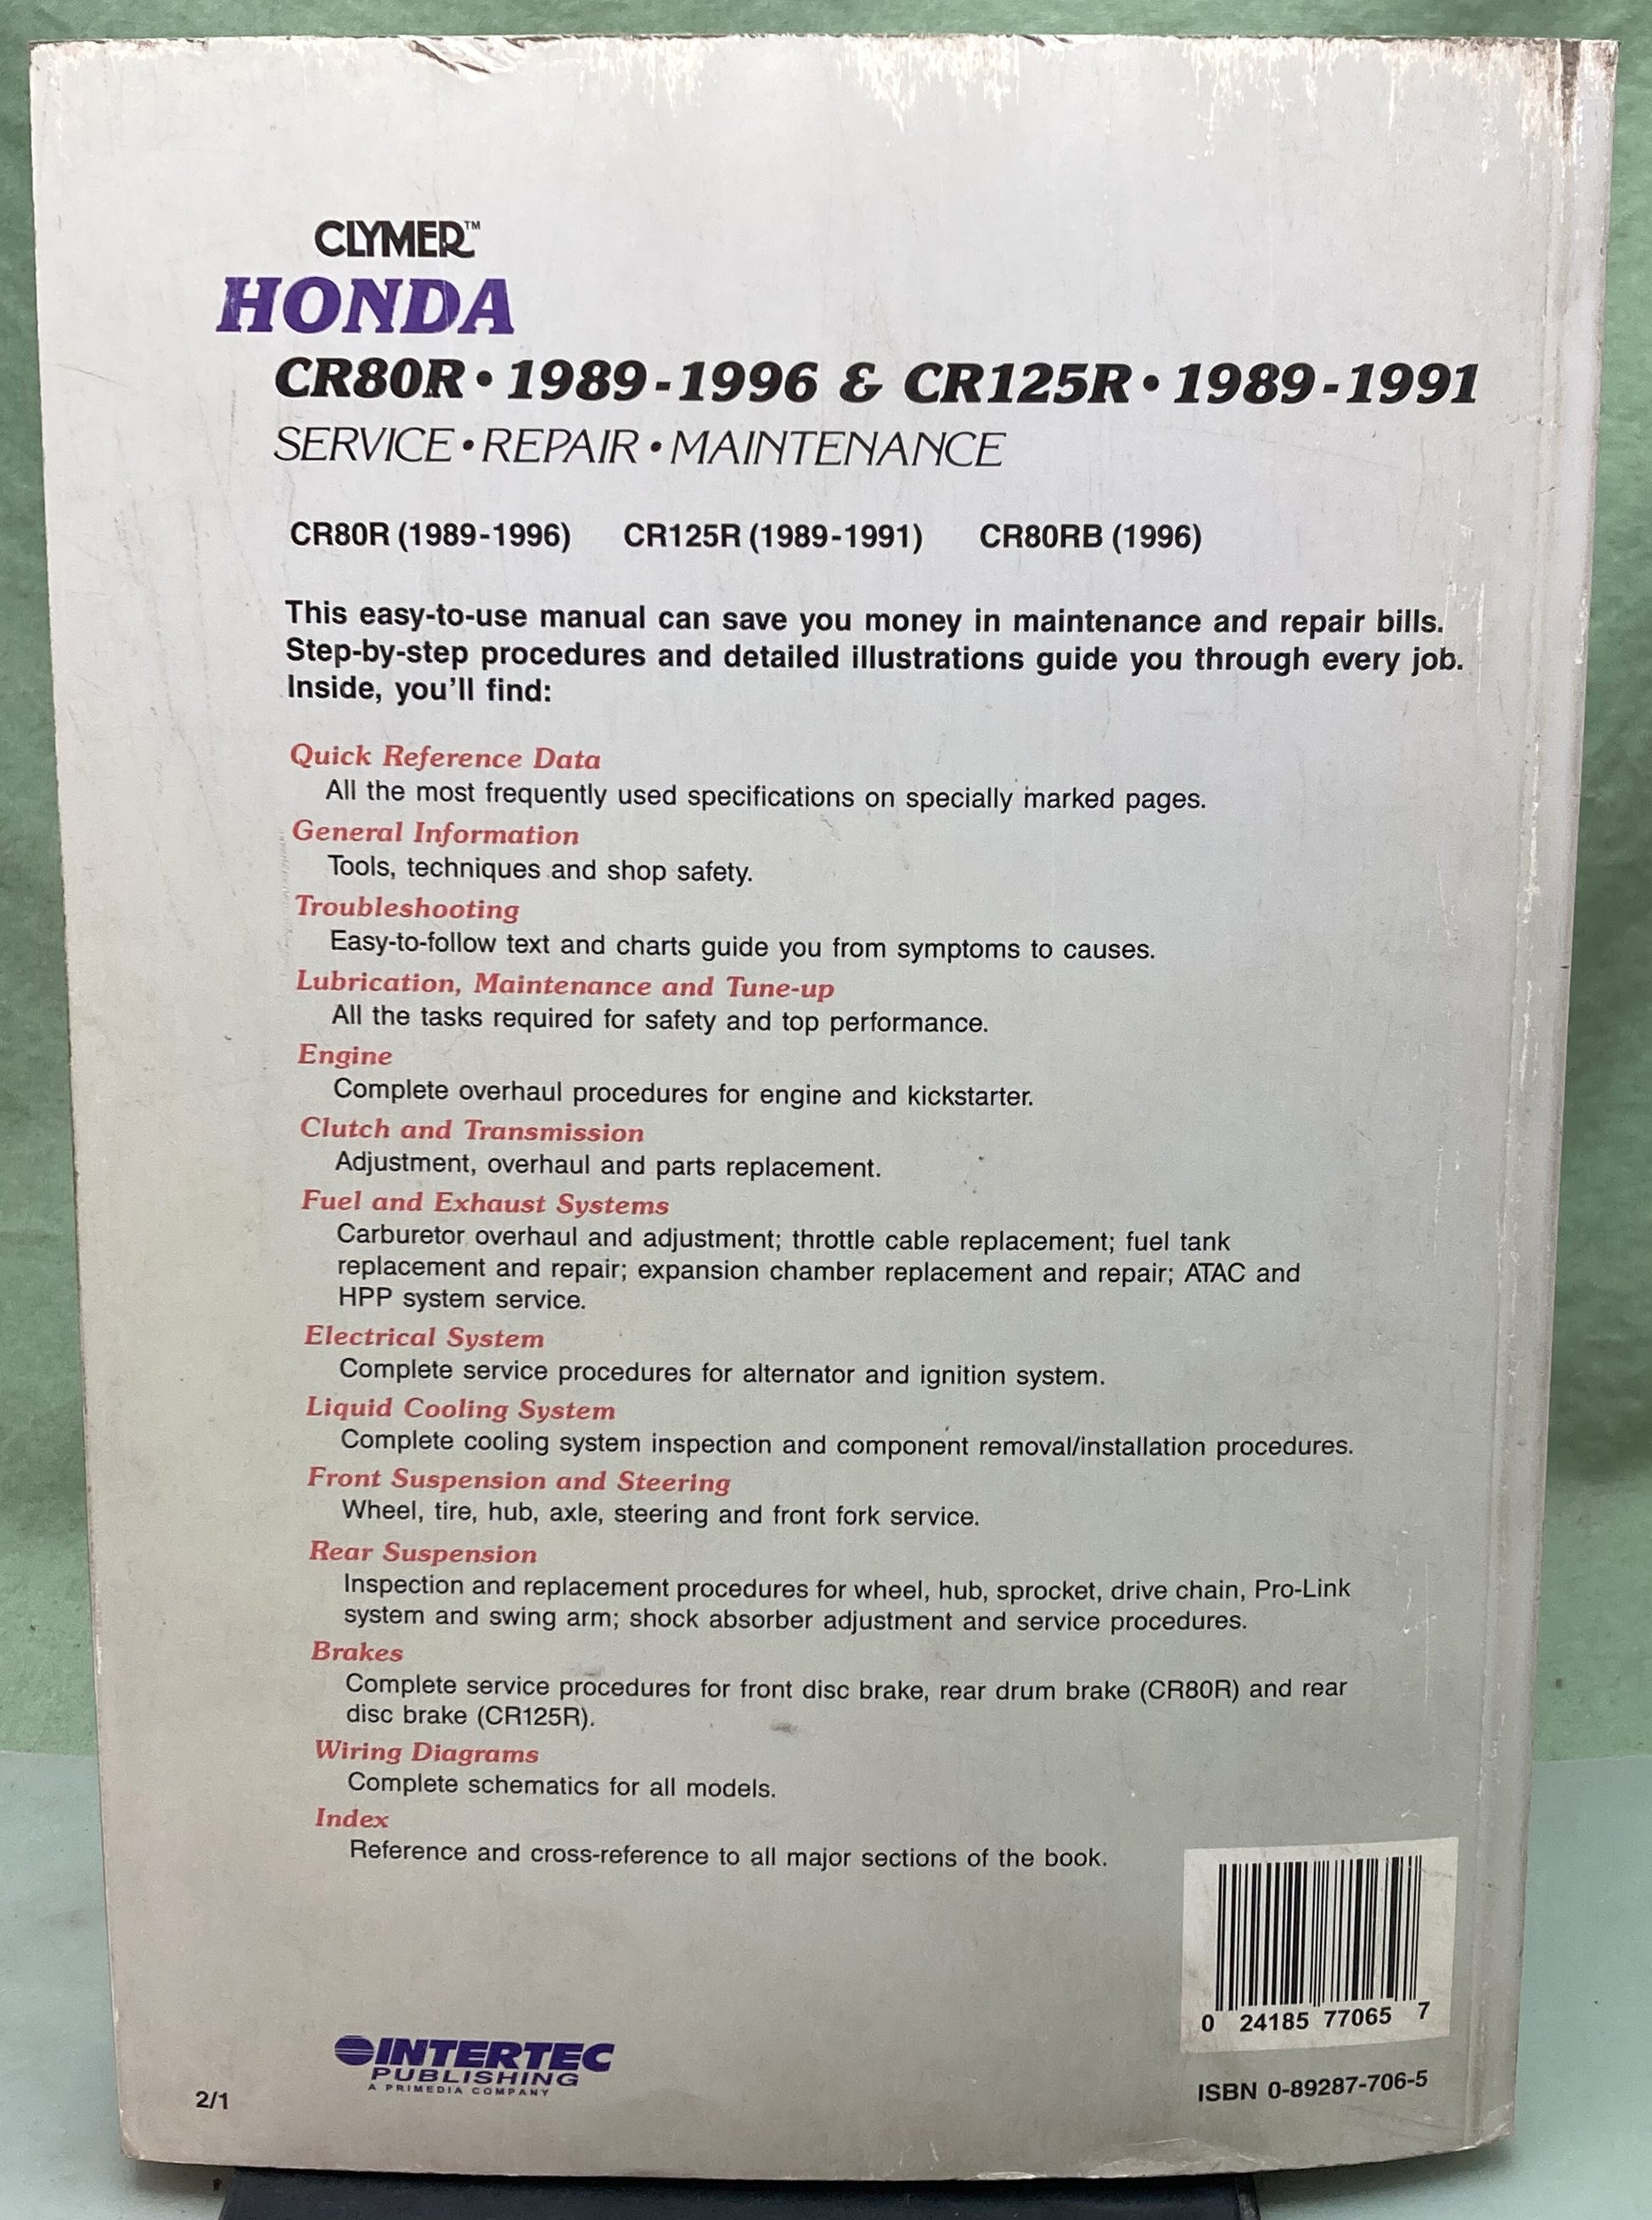 CLYMER™
HONDA
CR80R • 1989-1996 & CR125R • 1989-1991
SERVICE • REPAIR • MAINTENANCE
CR80R (1989-1996) CR125R (1989-1991) CR80RB (1996)
This easy-to-use manual can save you money in maintenance and repair bills.
Step-by-step procedures and detailed illustrations guide you through every job.
Inside, you'll find:
Quick Reference Data
All the most frequently used specifications on specially marked pages.
General Information
Tools, techniques and shop safety.
Troubleshooting
Easy-to-follow text and charts guide you from symptoms to causes.
Lubrication, Maintenance and Tune-up
All the tasks required for safety and top performance.
Engine
Complete overhaul procedures for engine and kickstarter.
Clutch and Transmission
Adjustment, overhaul and parts replacement.
Fuel and Exhaust Systems
Carburetor overhaul and adjustment; throttle cable replacement; fuel tank
replacement and repair; expansion chamber replacement and repair; ATAC and
HPP system service.
Electrical System
Complete service procedures for alternator and ignition system.
Liquid Cooling System
Complete cooling system inspection and component removal/installation procedures.
Front Suspension and Steering
Wheel, tire, hub, axle, steering and front fork service.
Rear Suspension
Inspection and replacement procedures for wheel, hub, sprocket, drive chain, Pro-Link
system and swing arm; shock absorber adjustment and service procedures.
Brakes
Complete service procedures for front disc brake, rear drum brake (CR80R) and rear
disc brake (CR125R).
Wiring Diagrams
Complete schematics for all models.
Index
Reference and cross-reference to all major sections of the book.
0 24185 77065 7
INTERTEC
PUBLISHING
A PRIMEDIA COMPANY
2/1
ISBN 0-89287-706-5